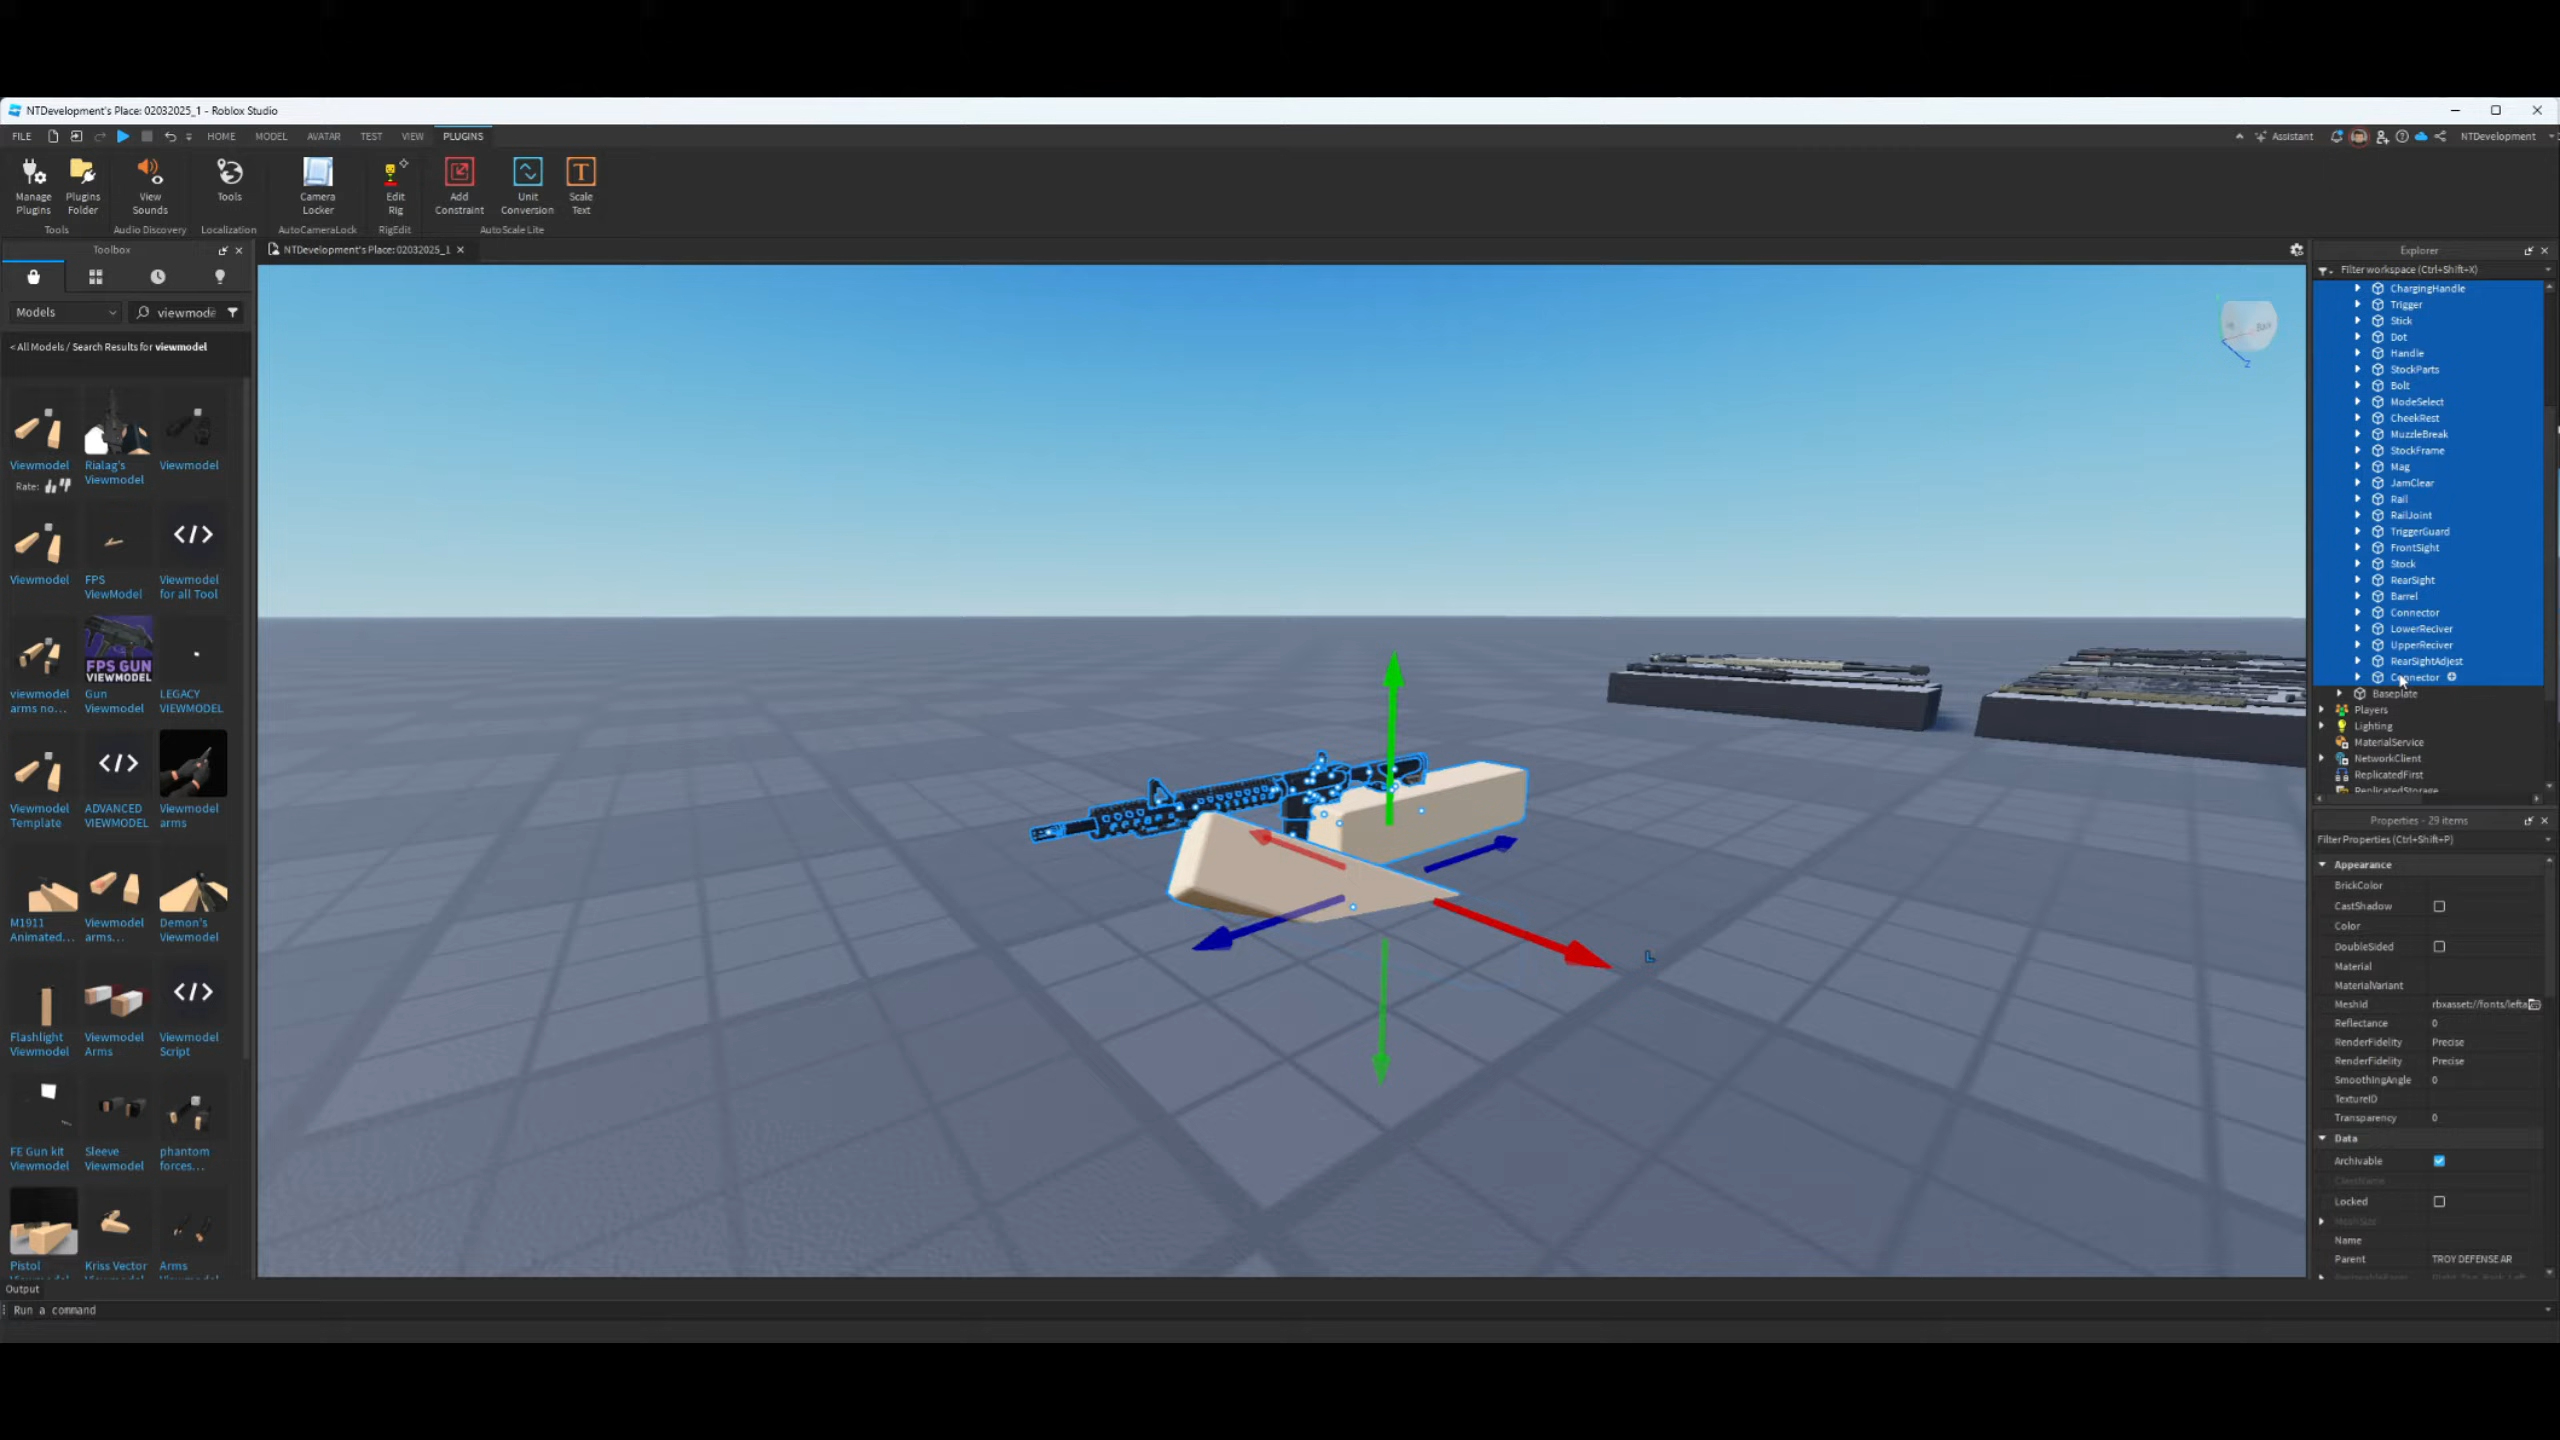 NTDevelopment's Place: 02032025_1 - Roblox Studio
FILE
HOME
MODEL
AVATAR
TEST
VIEW
PLUGINS
Assistant
NTDevelopment
Manage
Plugins
Plugins
Folder
View
Sounds
Tools
Camera
Locker
Edit
Rig
Add
Constraint
Unit
Conversion
Scale
Text
Tools
Audio Discovery
Localization
AutoCameraLock
RigEdit
AutoScale Lite
Toolbox
NTDevelopment's Place: 02032025_1
Models
viewmode
< All Models / Search Results for viewmodel
Viewmodel
Rate:
Rialag's
Viewmodel
Viewmodel
Viewmodel
FPS
ViewModel
Viewmodel
for all Tool
viewmodel
arms no...
FPS GUN
VIEWMODEL
Gun
Viewmodel
LEGACY
VIEWMODEL
Viewmodel
Template
ADVANCED
VIEWMODEL
Viewmodel
arms
M1911
Animated...
Viewmodel
arms...
Demon's
Viewmodel
Flashlight
Viewmodel
Viewmodel
Arms
Viewmodel
Script
FE Gun kit
Viewmodel
Sleeve
Viewmodel
phantom
forces...
Pistol
Kriss Vector
Arms
Z
L
Explorer
Filter workspace (Ctrl+Shift+X)
ChargingHandle
Trigger
Stick
Dot
Handle
StockParts
Bolt
ModeSelect
CheekRest
MuzzleBreak
StockFrame
Mag
JamClear
Rail
RailJoint
TriggerGuard
FrontSight
Stock
RearSight
Barrel
Connector
LowerReciver
UpperReciver
RearSightAdjest
Connector
Baseplate
Players
Lighting
MaterialService
NetworkClient
ReplicatedFirst
ReplicatedStorage
Properties - 29 items
Filter Properties (Ctrl+Shift+P)
Appearance
BrickColor
CastShadow
Color
DoubleSided
Material
MaterialVariant
MeshId rbxasset://fonts/lefta
Reflectance 0
RenderFidelity Precise
RenderFidelity Precise
SmoothingAngle 0
TextureID
Transparency 0
Data
Archivable
ClassName
Locked
MeshSize
Name
Parent TROY DEFENSE AR
Output
Run a command